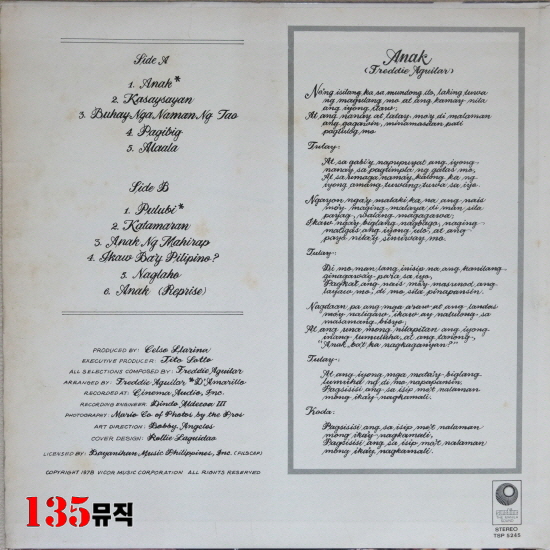 Side A
1. Anak*
2. Kasaysayan
3. Buhay Nga Naman Ng Tao
4. Pagibig
5. Alaala
Side B
1. Pulubi*
2. Katamaran
3. Anak Ng Mahirap
4. Ikaw Ba'y Pilipino?
5. Naglaho
6. Anak (Reprise)
PRODUCED BY: Celso Llarina
EXECUTIVE PRODUCER: Tito Sotto
ALL SELECTIONS COMPOSED BY: Freddie Aguilar
ARRANGED BY: Freddie Aguilar *D'Amarillo
RECORDED AT: Cinema Audio, Inc.
RECORDING ENGINEER: Dindo Aldecoa III
PHOTOGRAPHY: Mario Co of Photos by the Pros
ART DIRECTION: Bobby Angeles
COVER DESIGN: Rollie Laguidao
LICENSED BY: Bayanihan Music Philippines, Inc. (FILSCAP)
COPYRIGHT 1978 VICOR MUSIC CORPORATION ALL RIGHTS RESERVED
135뮤직
Anak
(Freddie Aguilar)
No'ng isilang ka sa mundong ito, laking tuwa
ng magulang mo at ang kamay nila
ang iyong ilaw;
At ang nanay at tatay mo'y di malaman
ang gagawin, minamasdan pati
pagtulog mo
Tulay:
At sa gabi'y napupuyat ang iyong
nanay sa pagtimpla ng gatas mo,
At sa umaga nama'y kalong ka ng
iyong amang tuwang-tuwa sa iyo.
Ngayon nga'y malaki ka na ang nais
mo'y maging malaya di man sila
payag, walang magagawa;
Ikaw nga'y biglang nagbago, naging
matigas ang iyong ulo, at ang
payo nila'y sinuway mo.
Tulay:
Di mo man lang inisip na ang kanilang
ginagawa'y para sa iyo,
Pagkat ang nais mo'y masunod ang
layaw mo, di mo sila pinapansin.
Nagdaan pa ang mga araw at ang landas
mo'y naligaw, ikaw ay nalulong sa
masamang bisyo,
At ang una mong nilapitan ang iyong
inang lumuluha, at ang tanong,
"Anak ba't ka nagkaganyan?"
Tulay:
At ang iyong mga mata'y biglang
lumuha ng di mo napapansin.
Pagsisisi ang sa isip mo't nalaman
mong ika'y nagkamali.
Koda:
Pagsisisi ang sa isip mo't nalaman
mong ika'y nagkamali,
Pagsisisi ang sa isip mo't nalaman
mong ika'y nagkamali.
STEREO
TSP 5245